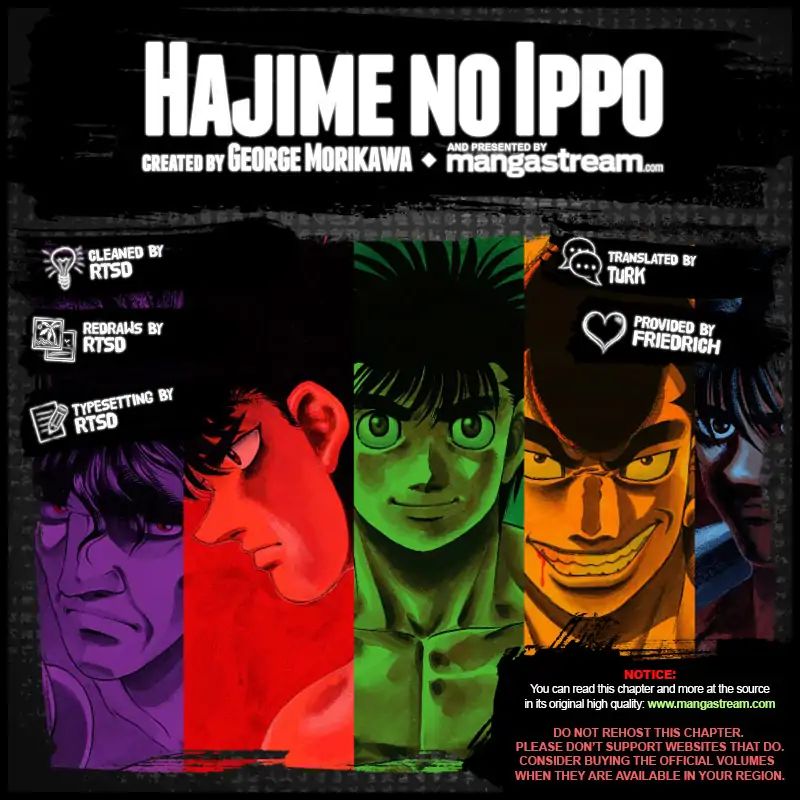 HAJIME NO IPPO
CREATED BY GEORGE MORIKAWA ◆ AND PRESENTED BY mangastream.com
CLEANED BY
RTSD
REDRAWS BY
RTSD
TYPESETTING BY
RTSD
TRANSLATED BY
TURK
PROVIDED BY
FRIEDRICH
NOTICE:
You can read this chapter and more at the source
in its original high quality: www.mangastream.com
DO NOT REHOST THIS CHAPTER.
PLEASE DON'T SUPPORT WEBSITES THAT DO.
CONSIDER BUYING THE OFFICIAL VOLUMES
WHEN THEY ARE AVAILABLE IN YOUR REGION.